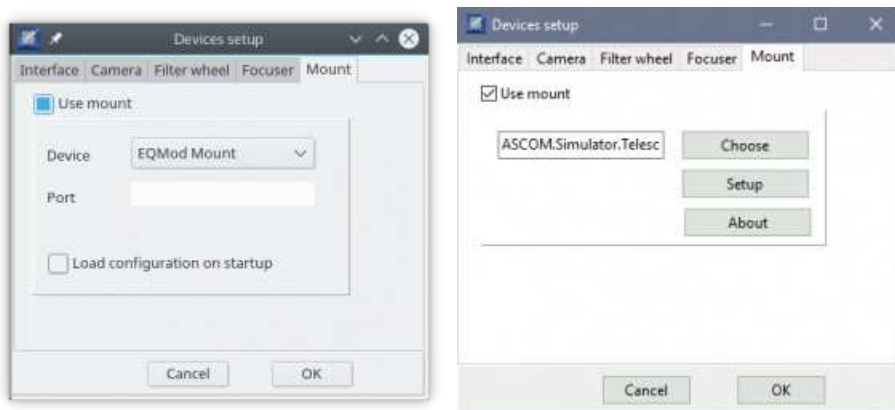 Devices setup
Interface Camera Filter wheel Focuser Mount
Use mount
Device EQMod Mount
Port
Load configuration on startup
Cancel OK
Devices setup
Interface Camera Filter wheel Focuser Mount
Use mount
ASCOM.Simulator.Telesc Choose
Setup
About
Cancel OK